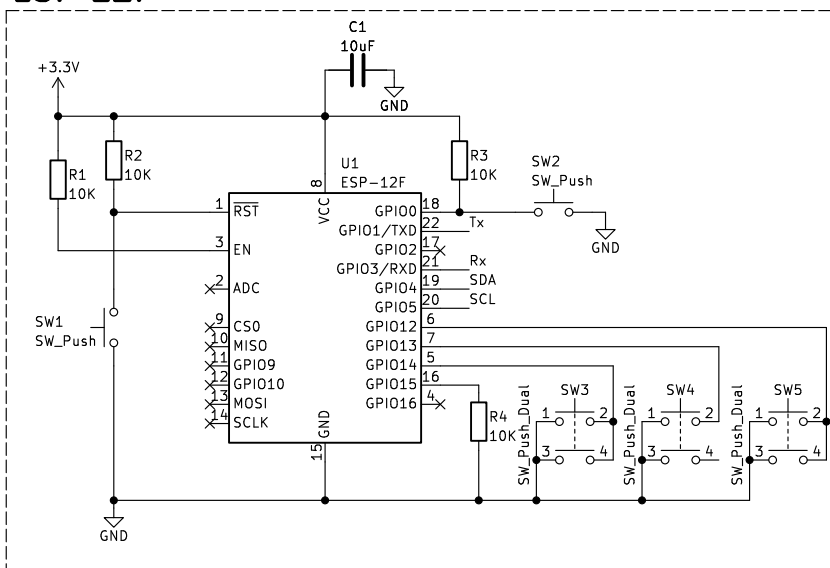 C1
10uF
GND
+3.3V
R2
10K
R1
10K
R3
10K
U1
ESP-12F
SW2
SW_Push
GND
8
VCC
1 RST
3 EN
2 ADC
9 CS0
10 MISO
11 GPIO9
12 GPIO10
13 MOSI
14 SCLK
GPIO0 18
GPIO1/TXD 22 Tx
GPIO2 17
GPIO3/RXD 21 Rx
GPIO4 19 SDA
GPIO5 20 SCL
GPIO12 6
GPIO13 7
GPIO14 5
GPIO15 16
GPIO16 4
15 GND
SW1
SW_Push
R4
10K
SW3
SW_Push_Dual
1 2
3 4
SW4
SW_Push_Dual
1 2
3 4
SW5
SW_Push_Dual
1 2
3 4
GND